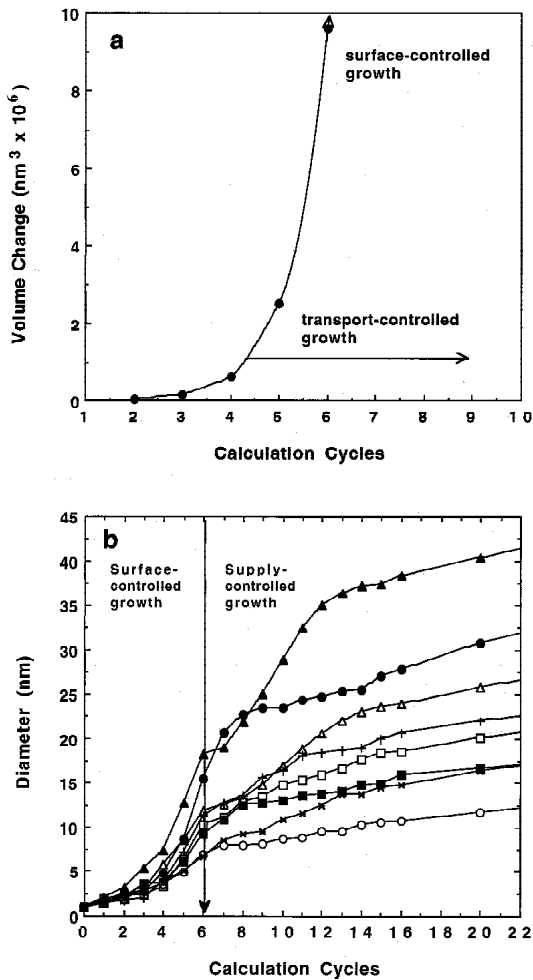 a
10
8
6
4
2
0
Volume Change (nm3 x 106)
surface-controlled
growth
transport-controlled
growth
1 2 3 4 5 6 7 8 9 10
Calculation Cycles
b
45
40
35
30
25
20
15
10
5
0
Diameter (nm)
Surface-
controlled
growth
Supply-
controlled
growth
0 2 4 6 8 10 12 14 16 18 20 22
Calculation Cycles